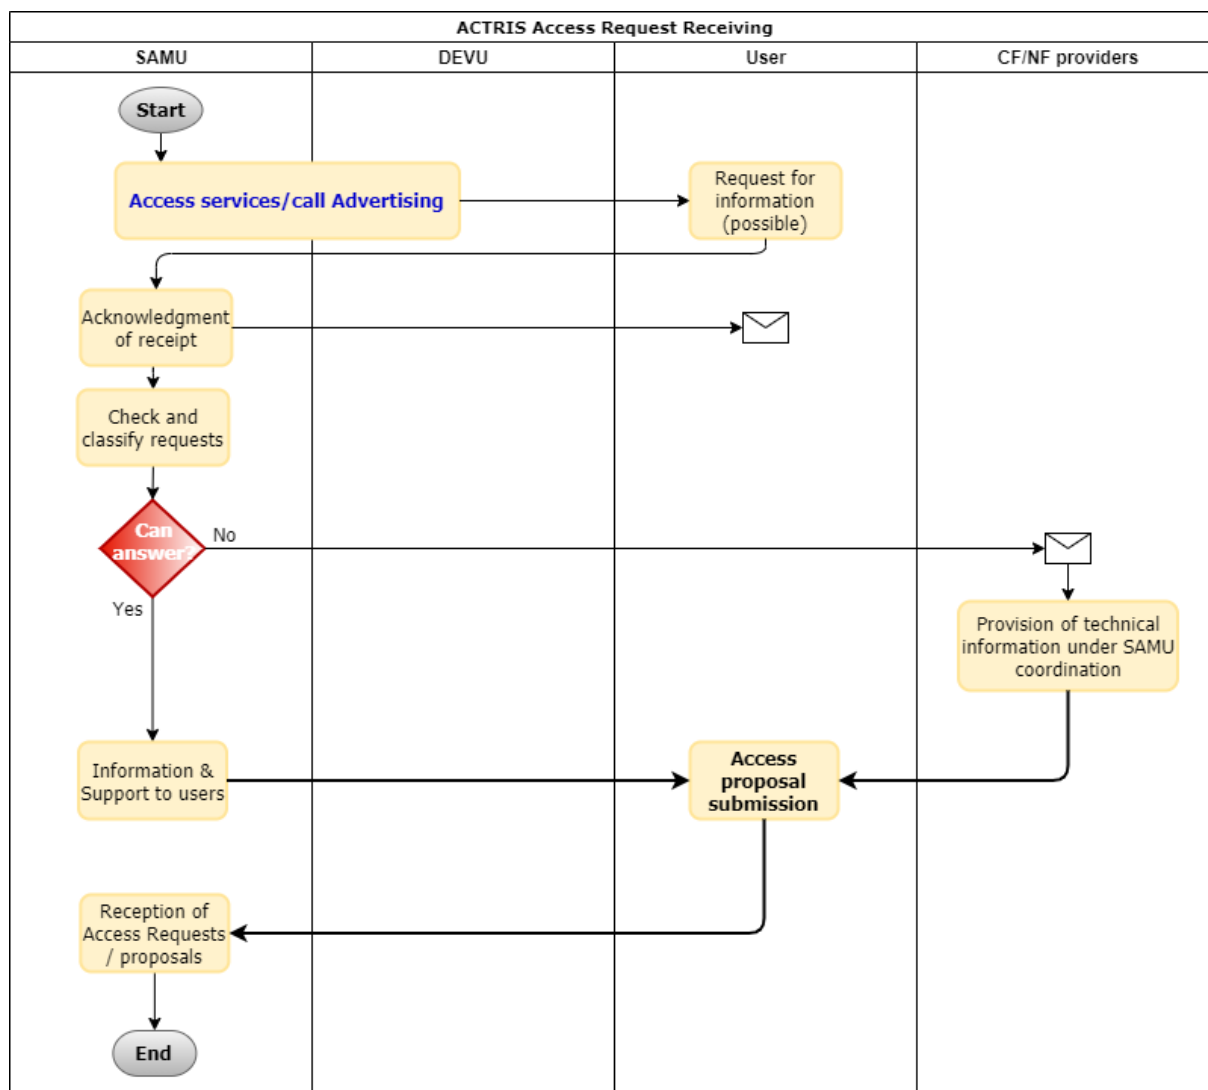 ACTRIS Access Request Receiving
SAMU
DEVU
User
CF/NF providers
Start
Access services/call Advertising
Request for
information
(possible)
Acknowledgment
of receipt
Check and
classify requests
Can
answer?
No
Yes
Provision of technical
information under SAMU
coordination
Information &
Support to users
Access
proposal
submission
Reception of
Access Requests
/ proposals
End